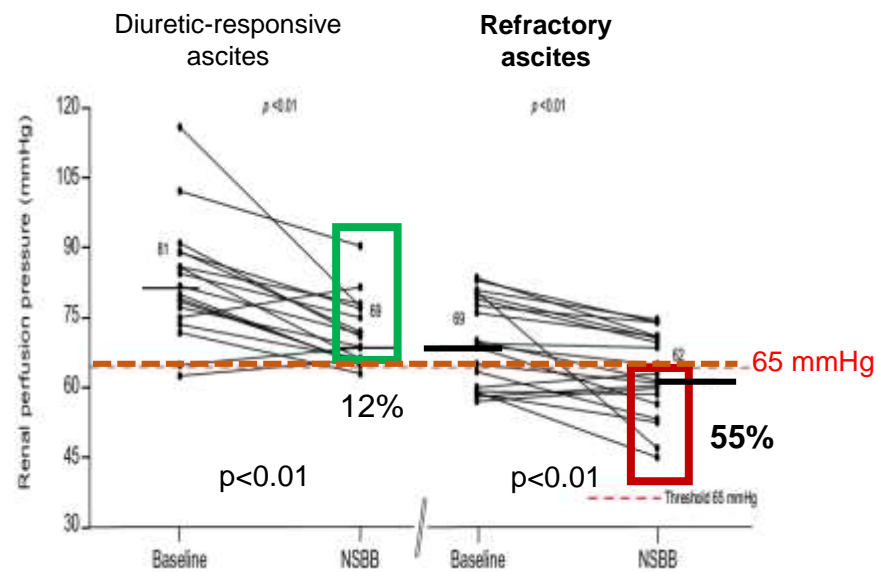 Diuretic-responsive
ascites
Refractory
ascites
p <0.01
p <0.01
Renal perfusion pressure (mmHg)
120
105
90
75
60
45
30
81
69
69
62
65 mmHg
12%
55%
p<0.01
p<0.01
Threshold 65 mmHg
Baseline
NSBB
Baseline
NSBB